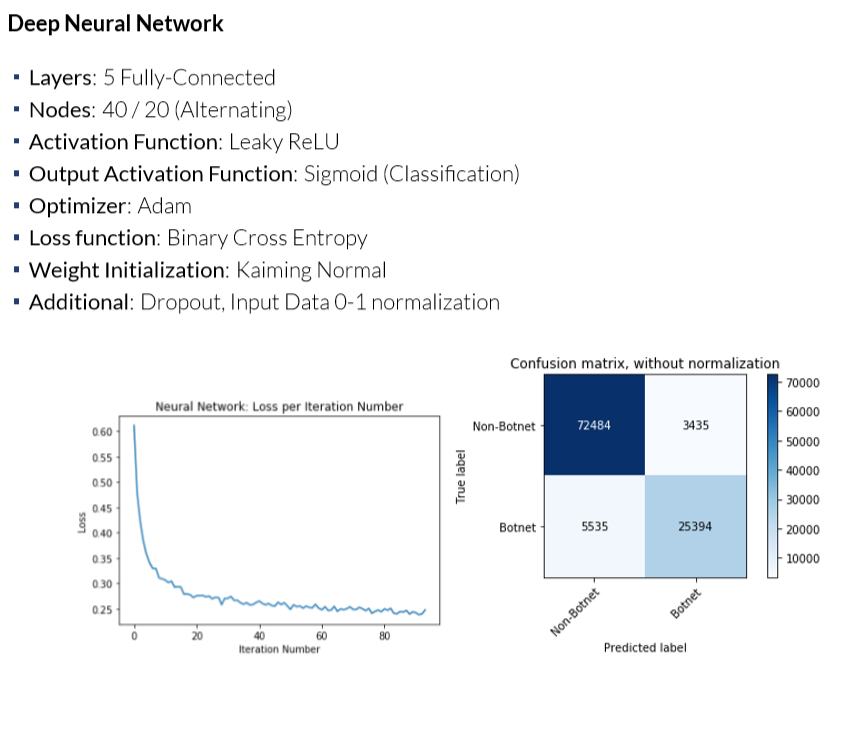 Deep Neural Network
▪ Layers: 5 Fully-Connected
▪ Nodes: 40 / 20 (Alternating)
▪ Activation Function: Leaky ReLU
▪ Output Activation Function: Sigmoid (Classification)
▪ Optimizer: Adam
▪ Loss function: Binary Cross Entropy
▪ Weight Initialization: Kaiming Normal
▪ Additional: Dropout, Input Data 0-1 normalization
Neural Network: Loss per Iteration Number
Loss
0.60
0.55
0.50
0.45
0.40
0.35
0.30
0.25
0 20 40 60 80
Iteration Number
Confusion matrix, without normalization
True label
Non-Botnet 72484 3435
Botnet 5535 25394
Non-Botnet Botnet
Predicted label
70000
60000
50000
40000
30000
20000
10000